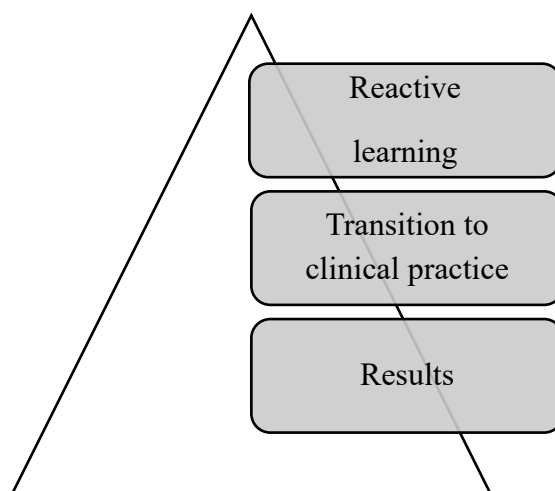 Reactive
learning
Transition to
clinical practice
Results